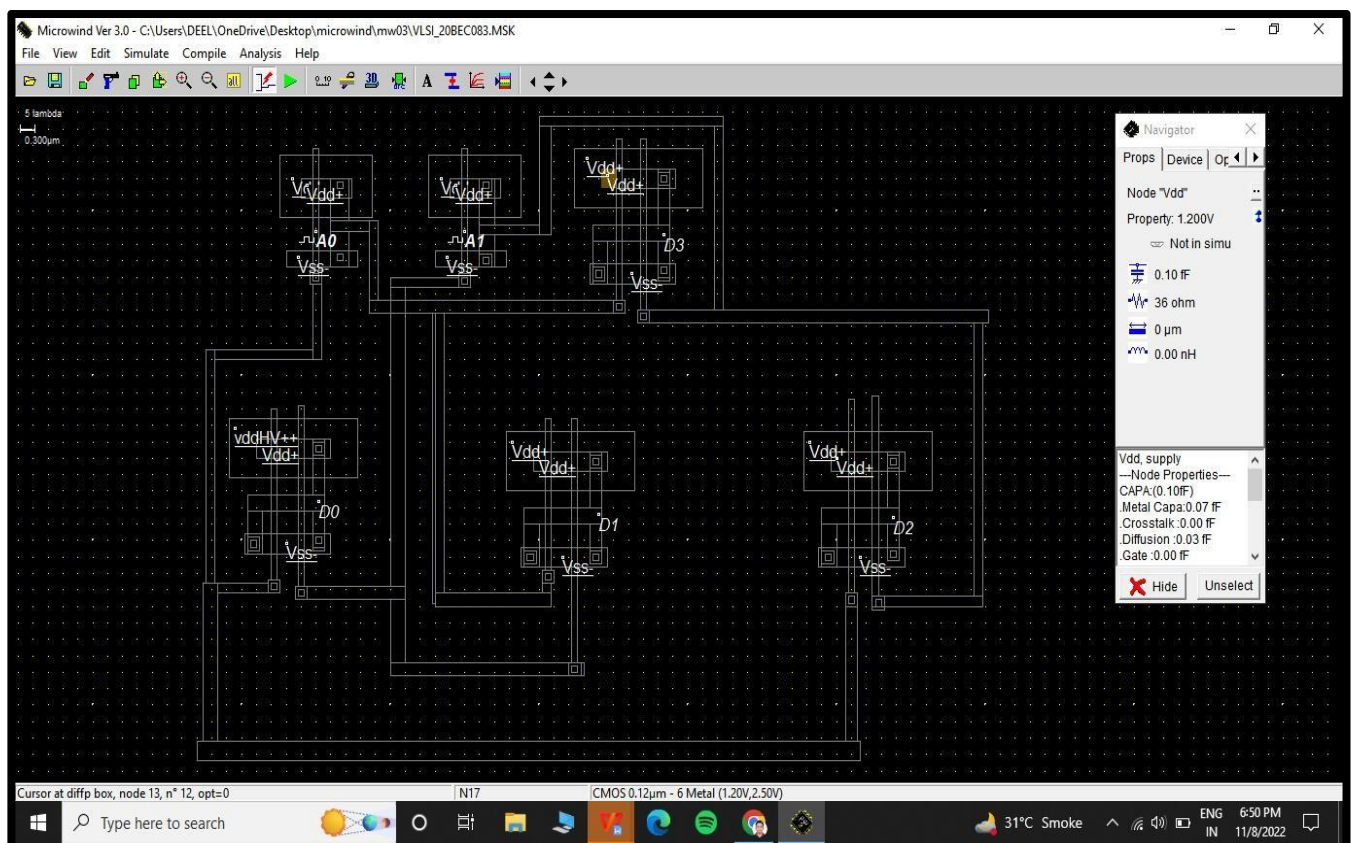 Microwind Ver 3.0 - C:\Users\DEEL\OneDrive\Desktop\microwind\mw03\VLSI_20BEC083.MSK
File View Edit Simulate Compile Analysis Help
5 lambda
0.300µm
Navigator
Props Device
Node "Vdd"
Property: 1.200V
Not in simu
0.10 fF
36 ohm
0 µm
0.00 nH
Vdd, supply
---Node Properties---
CAPA:(0.10fF)
.Metal Capa:0.07 fF
.Crosstalk :0.00 fF
.Diffusion :0.03 fF
.Gate :0.00 fF
Hide Unselect
Vdd+
Vdd+
Vdd+
Vdd+
A0
A1
D3
Vss-
Vss-
Vss-
vddHV++
Vdd+
Vdd+
Vdd+
Vdd+
Vdd+
D0
D1
D2
Vss-
Vss-
Vss-
Cursor at diffp box, node 13, n° 12, opt=0
N17
CMOS 0.12µm - 6 Metal (1.20V,2.50V)
Type here to search
31°C Smoke
ENG
IN
6:50 PM
11/8/2022